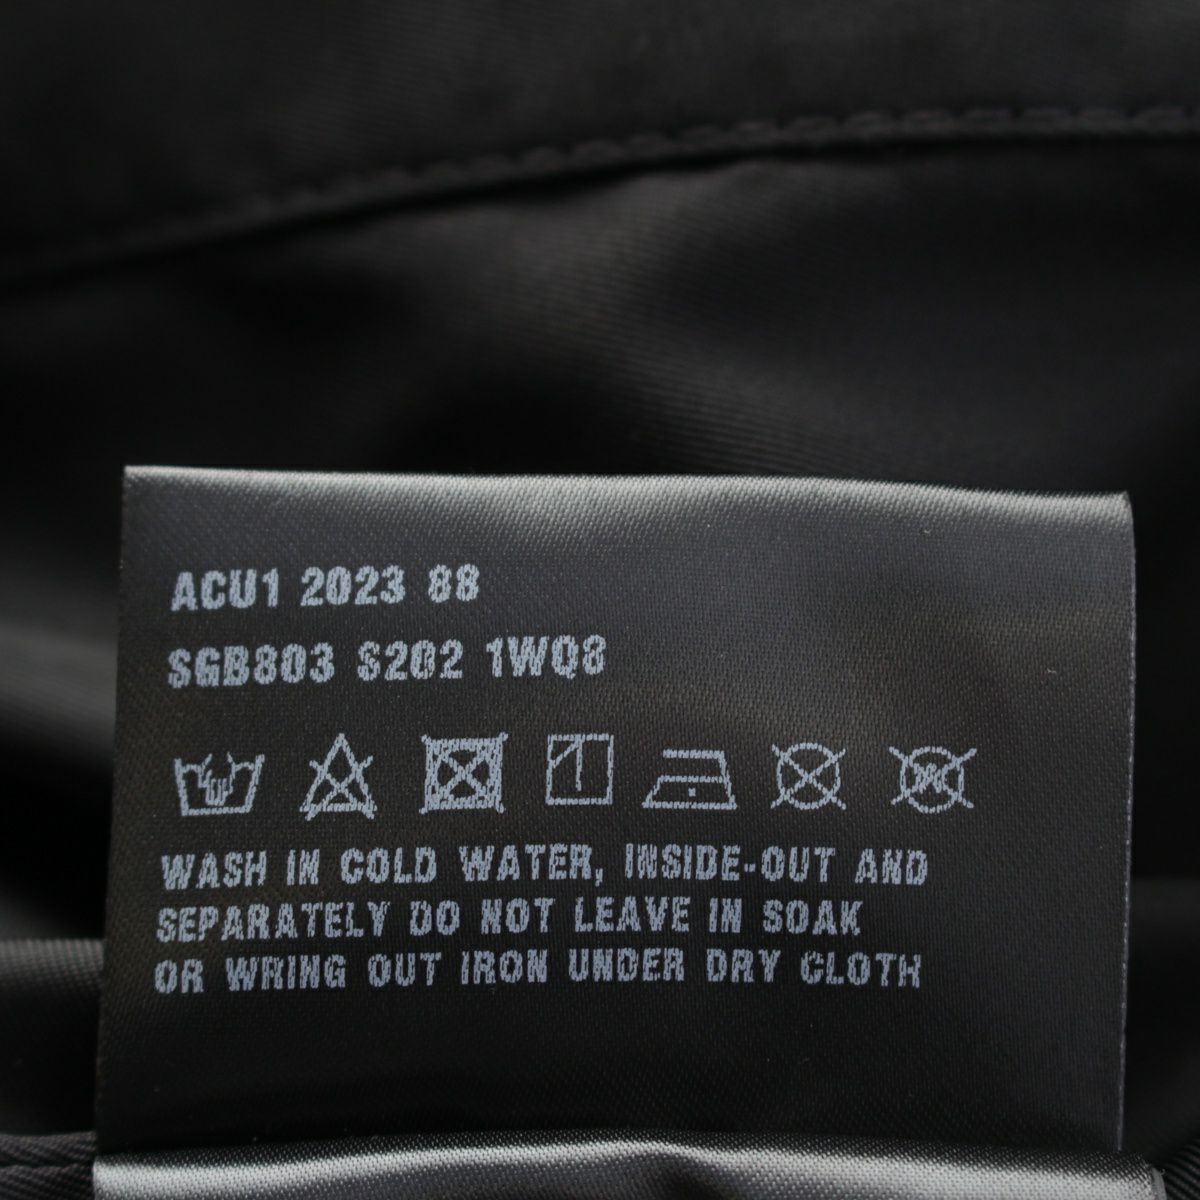 ACU1 2023 88
SGB803 S202 1WQ8
WASH IN COLD WATER, INSIDE-OUT AND
SEPARATELY DO NOT LEAVE IN SOAK
OR WRING OUT IRON UNDER DRY CLOTH